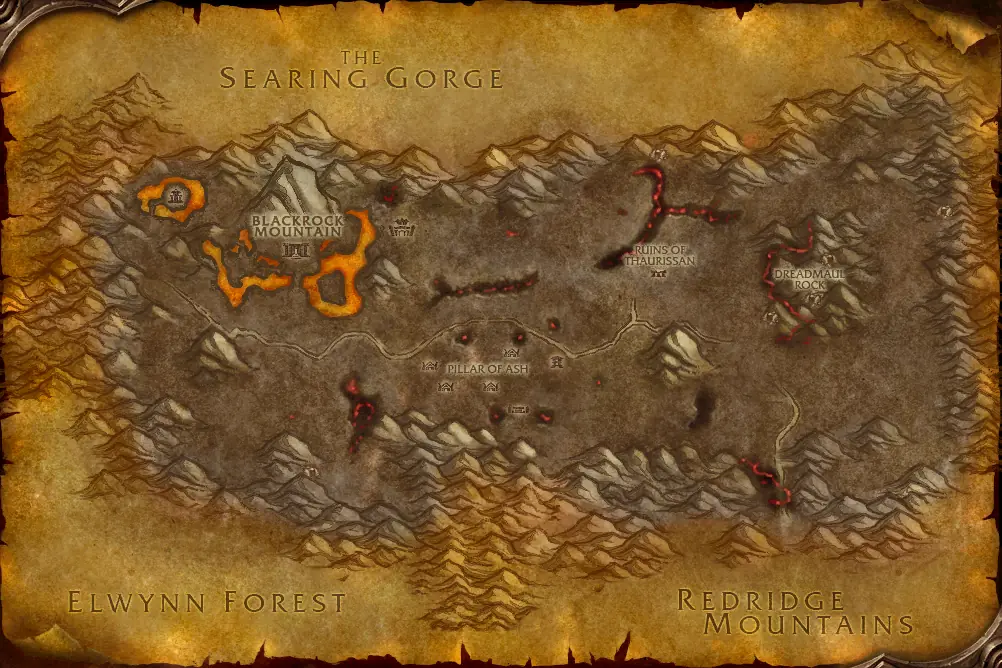 THE
SEARING GORGE
BLACKROCK
MOUNTAIN
RUINS OF
THAURISSAN
DREADMAUL
ROCK
PILLAR OF ASH
ELWYNN FOREST
REDRIDGE
MOUNTAINS